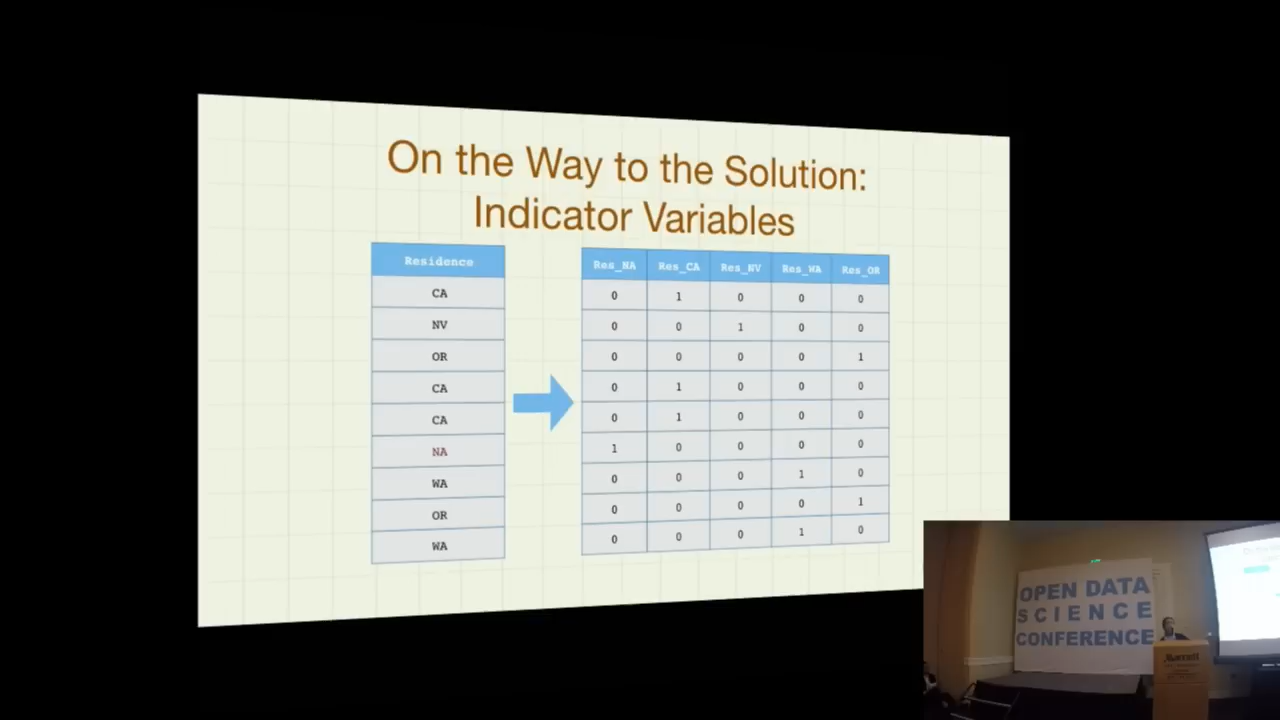 On the Way to the Solution:
Indicator Variables
Residence
CA
NV
OR
CA
CA
NA
WA
OR
WA
Res_NA Res_CA Res_NV Res_WA Res_OR
0 1 0 0 0
0 0 1 0 0
0 0 0 0 1
0 1 0 0 0
0 1 0 0 0
1 0 0 0 0
0 0 0 1 0
0 0 0 0 1
0 0 0 1 0
OPEN DATA
SCIENCE
CONFERENCE
Marriott